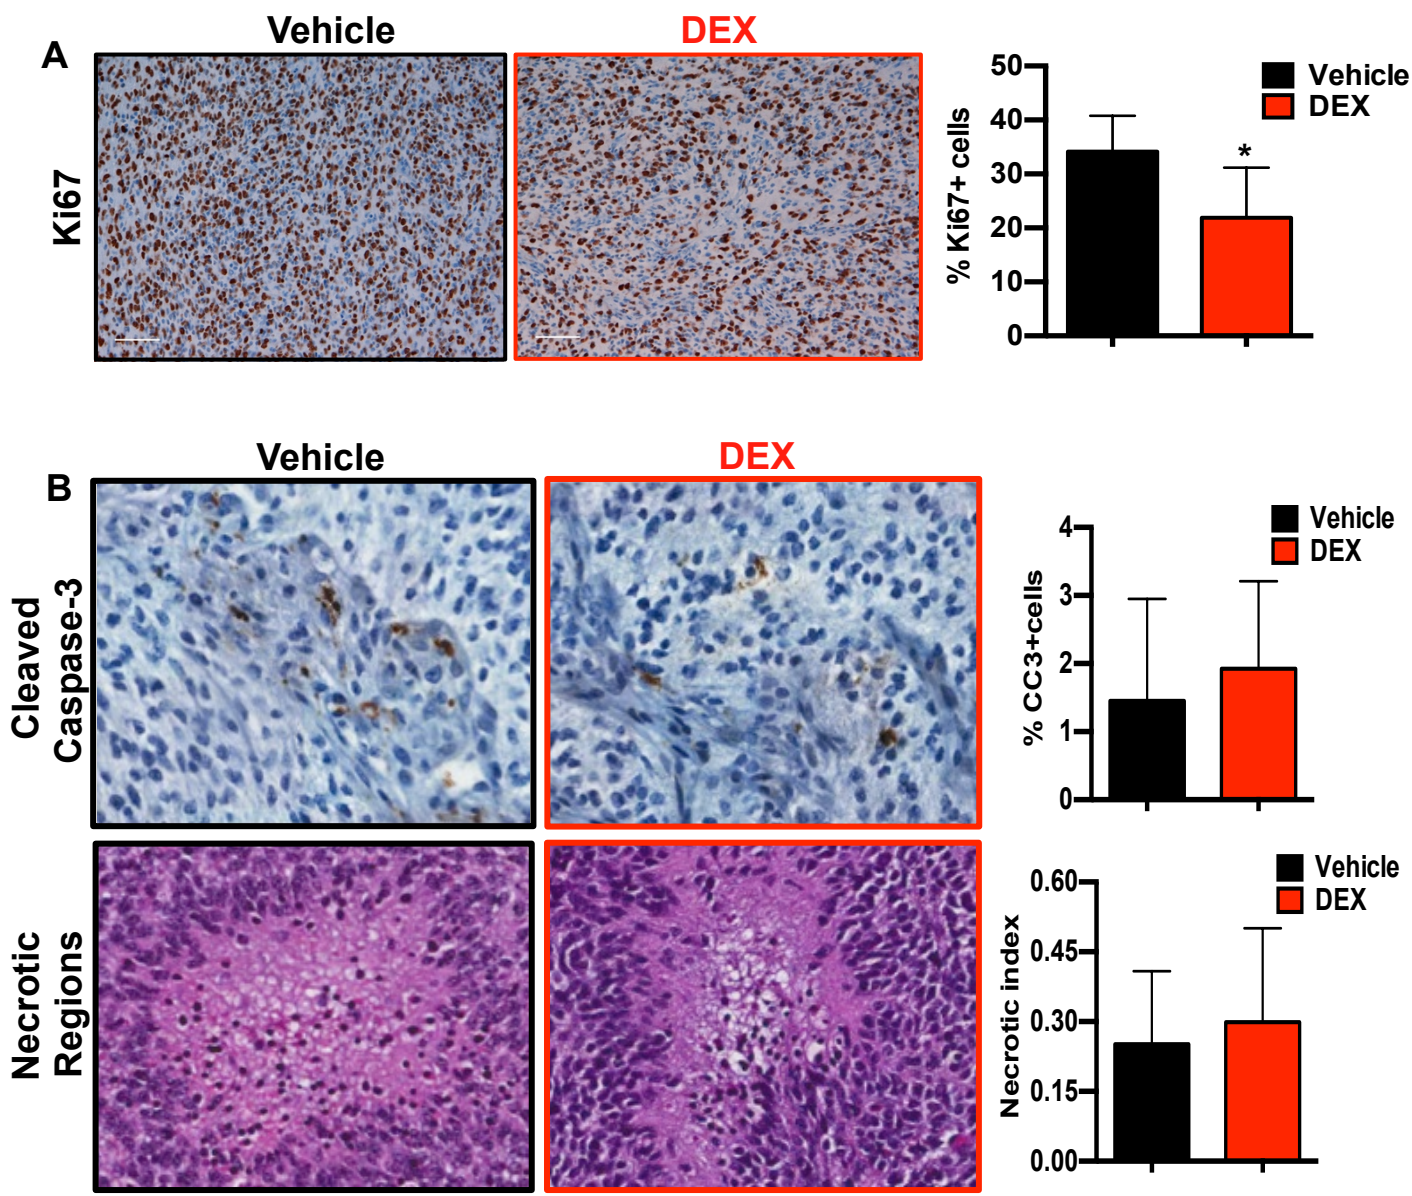 A
Vehicle
DEX
Ki67
% Ki67+ cells
50
40
30
20
10
0
*
Vehicle
DEX
B
Vehicle
DEX
Cleaved
Caspase-3
% CC3+cells
4
3
2
1
0
Vehicle
DEX
Necrotic
Regions
Necrotic index
0.60
0.45
0.30
0.15
0.00
Vehicle
DEX